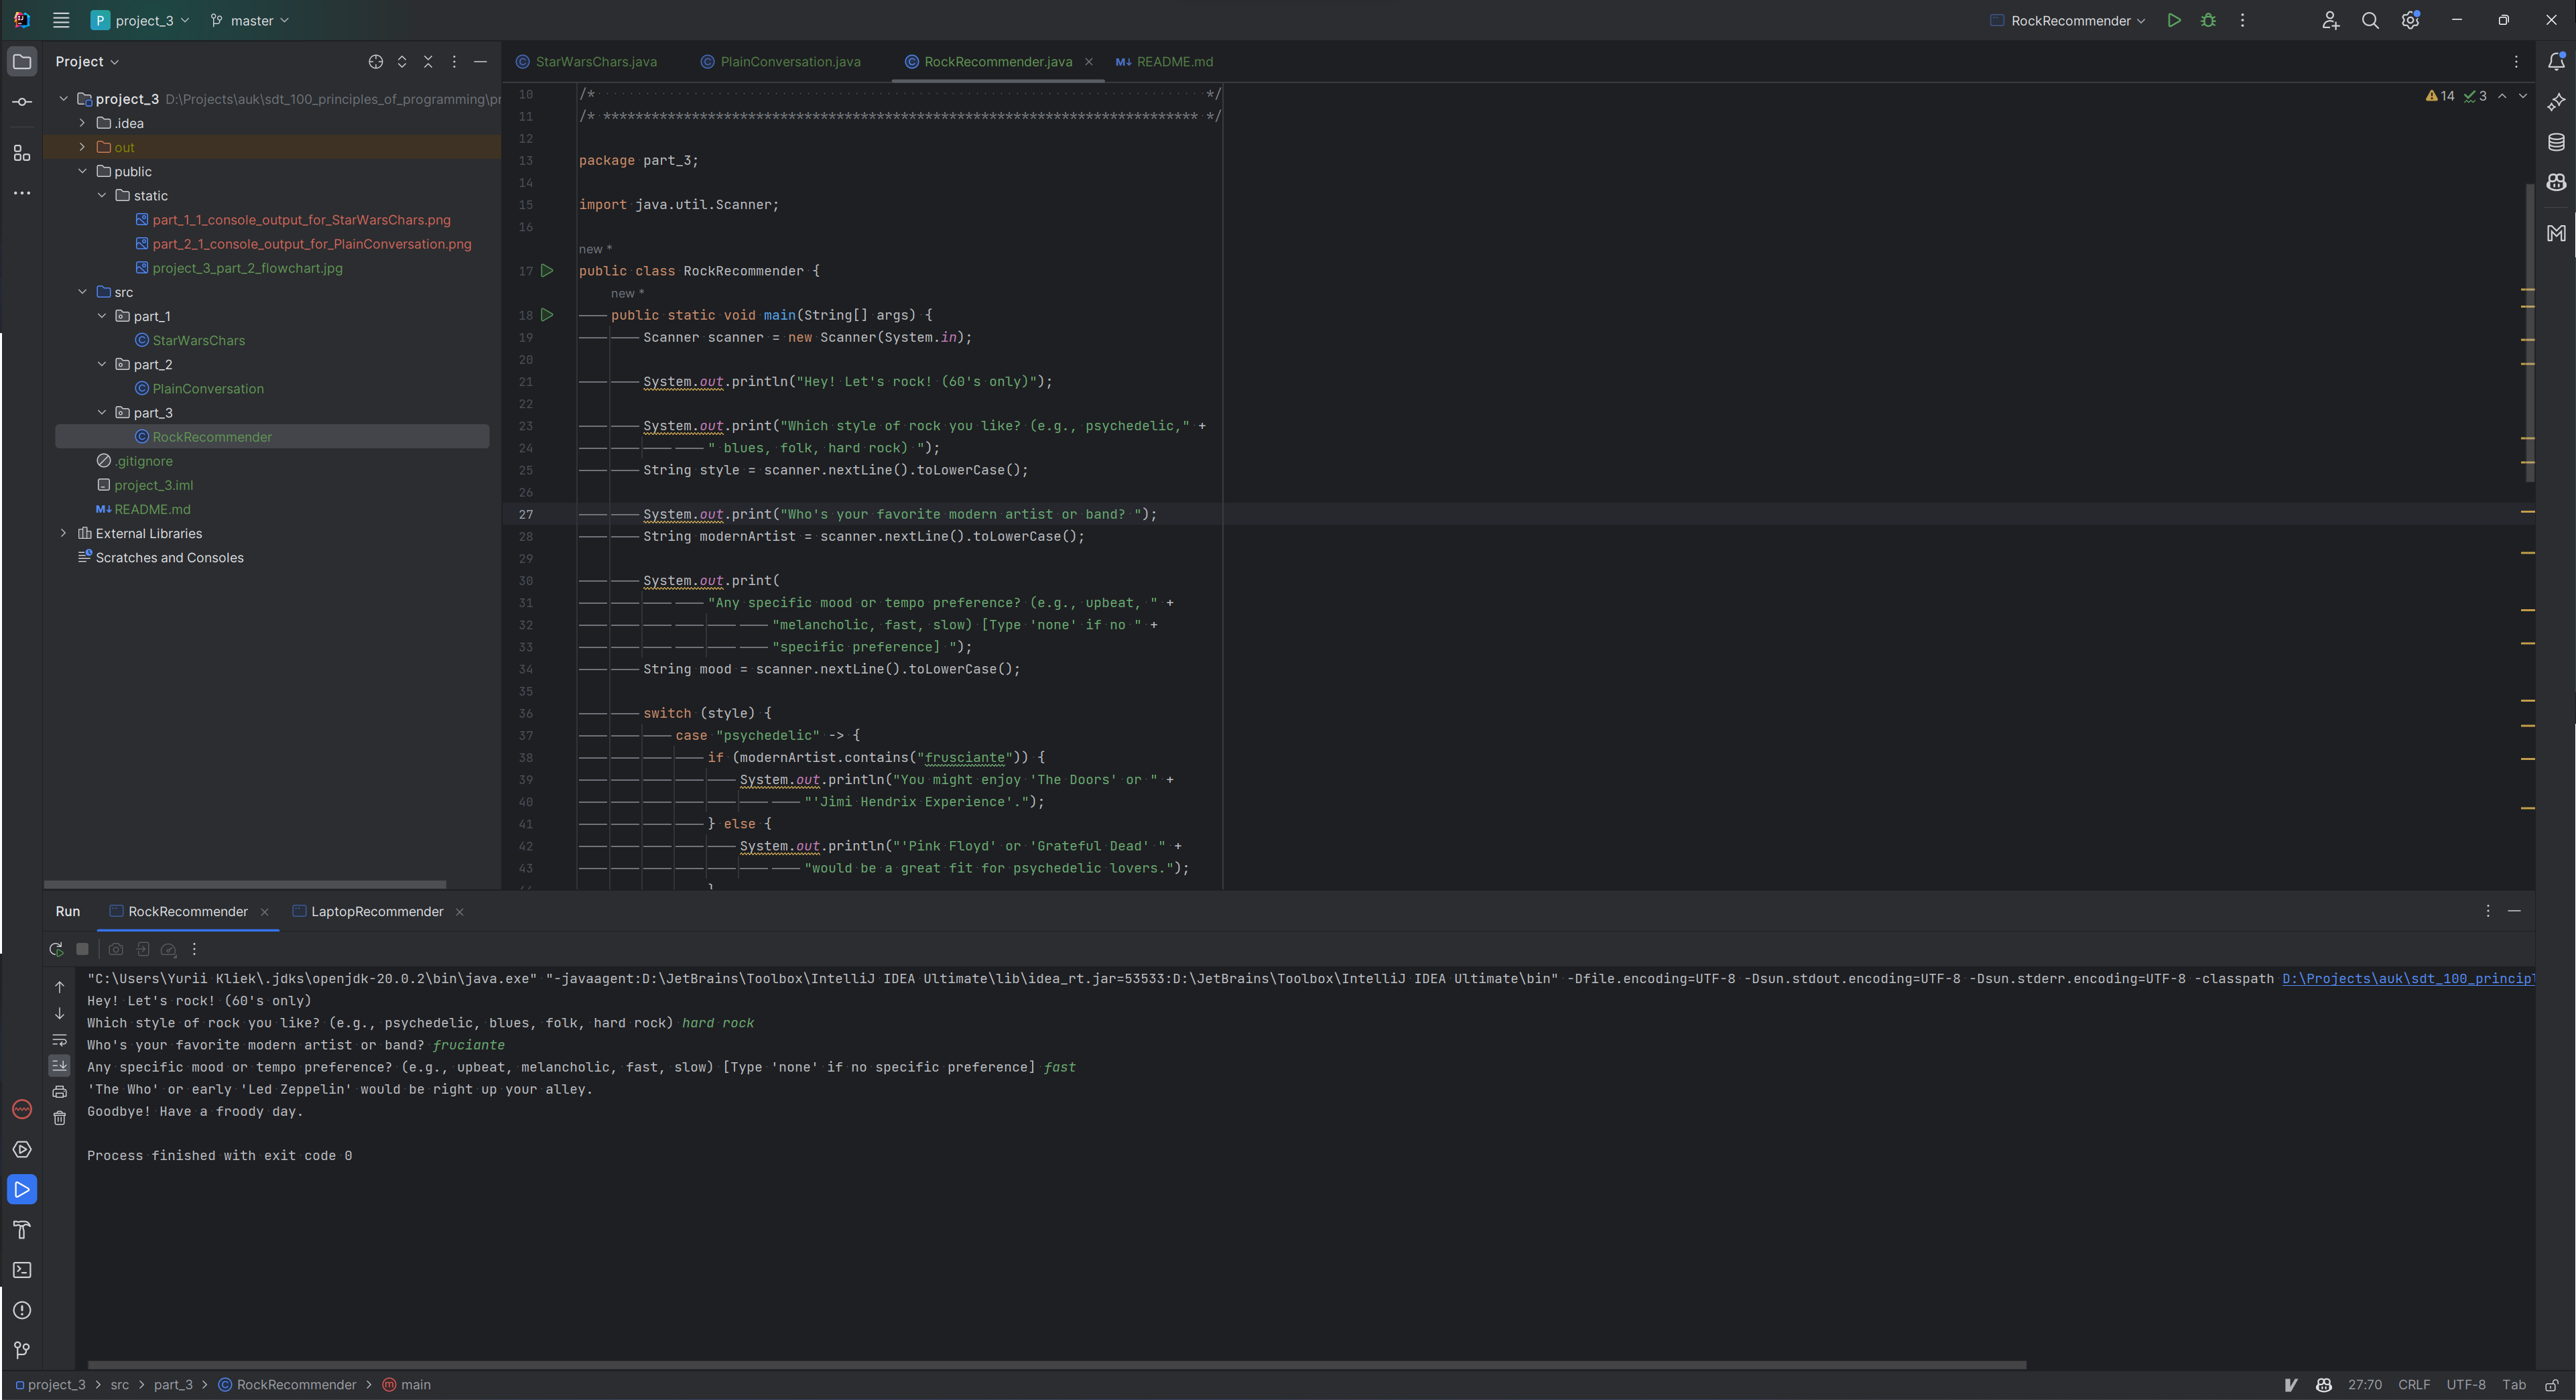 project_3
master
RockRecommender
Project
StarWarsChars.java
PlainConversation.java
RockRecommender.java
README.md
project_3 D:\Projects\auk\sdt_100_principles_of_programming\pr
.idea
out
public
static
part_1_1_console_output_for_StarWarsChars.png
part_2_1_console_output_for_PlainConversation.png
project_3_part_2_flowchart.jpg
src
part_1
StarWarsChars
part_2
PlainConversation
part_3
RockRecommender
.gitignore
project_3.iml
README.md
External Libraries
Scratches and Consoles
14 3
10 /* */
11 /* ************************************************************************** */
12
13 package part_3;
14
15 import java.util.Scanner;
16
new *
17 public class RockRecommender {
new *
18 public static void main(String[] args) {
19 Scanner scanner = new Scanner(System.in);
20
21 System.out.println("Hey! Let's rock! (60's only)");
22
23 System.out.print("Which style of rock you like? (e.g., psychedelic," +
24 " blues, folk, hard rock) ");
25 String style = scanner.nextLine().toLowerCase();
26
27 System.out.print("Who's your favorite modern artist or band? ");
28 String modernArtist = scanner.nextLine().toLowerCase();
29
30 System.out.print(
31 "Any specific mood or tempo preference? (e.g., upbeat, " +
32 "melancholic, fast, slow) [Type 'none' if no " +
33 "specific preference] ");
34 String mood = scanner.nextLine().toLowerCase();
35
36 switch (style) {
37 case "psychedelic" -> {
38 if (modernArtist.contains("frusciante")) {
39 System.out.println("You might enjoy 'The Doors' or " +
40 "'Jimi Hendrix Experience'.");
41 } else {
42 System.out.println("'Pink Floyd' or 'Grateful Dead' " +
43 "would be a great fit for psychedelic lovers.");
44 }
Run
RockRecommender
LaptopRecommender
"C:\Users\Yurii Kliek\.jdks\openjdk-20.0.2\bin\java.exe" "-javaagent:D:\JetBrains\Toolbox\IntelliJ IDEA Ultimate\lib\idea_rt.jar=53533:D:\JetBrains\Toolbox\IntelliJ IDEA Ultimate\bin" -Dfile.encoding=UTF-8 -Dsun.stdout.encoding=UTF-8 -Dsun.stderr.encoding=UTF-8 -classpath D:\Projects\auk\sdt_100_principl
Hey! Let's rock! (60's only)
Which style of rock you like? (e.g., psychedelic, blues, folk, hard rock) hard rock
Who's your favorite modern artist or band? fruciante
Any specific mood or tempo preference? (e.g., upbeat, melancholic, fast, slow) [Type 'none' if no specific preference] fast
'The Who' or early 'Led Zeppelin' would be right up your alley.
Goodbye! Have a froody day.
Process finished with exit code 0
project_3 > src > part_3 > RockRecommender > main
27:70 CRLF UTF-8 Tab